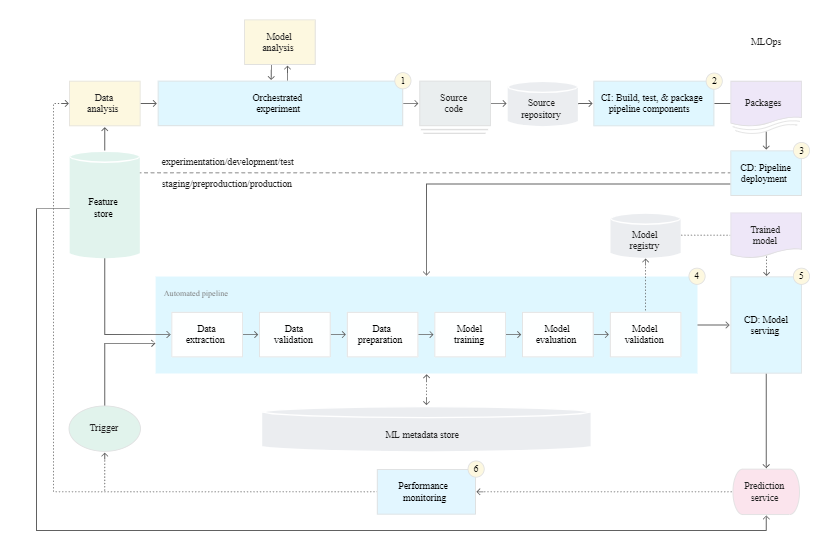 MLOps
Model
analysis
1
2
Data
analysis
Orchestrated
experiment
Source
code
Source
repository
CI: Build, test, & package
pipeline components
Packages
3
experimentation/development/test
CD: Pipeline
deployment
staging/preproduction/production
Feature
store
Model
registry
Trained
model
4
5
Automated pipeline
CD: Model
serving
Data
extraction
Data
validation
Data
preparation
Model
training
Model
evaluation
Model
validation
Trigger
ML metadata store
6
Performance
monitoring
Prediction
service